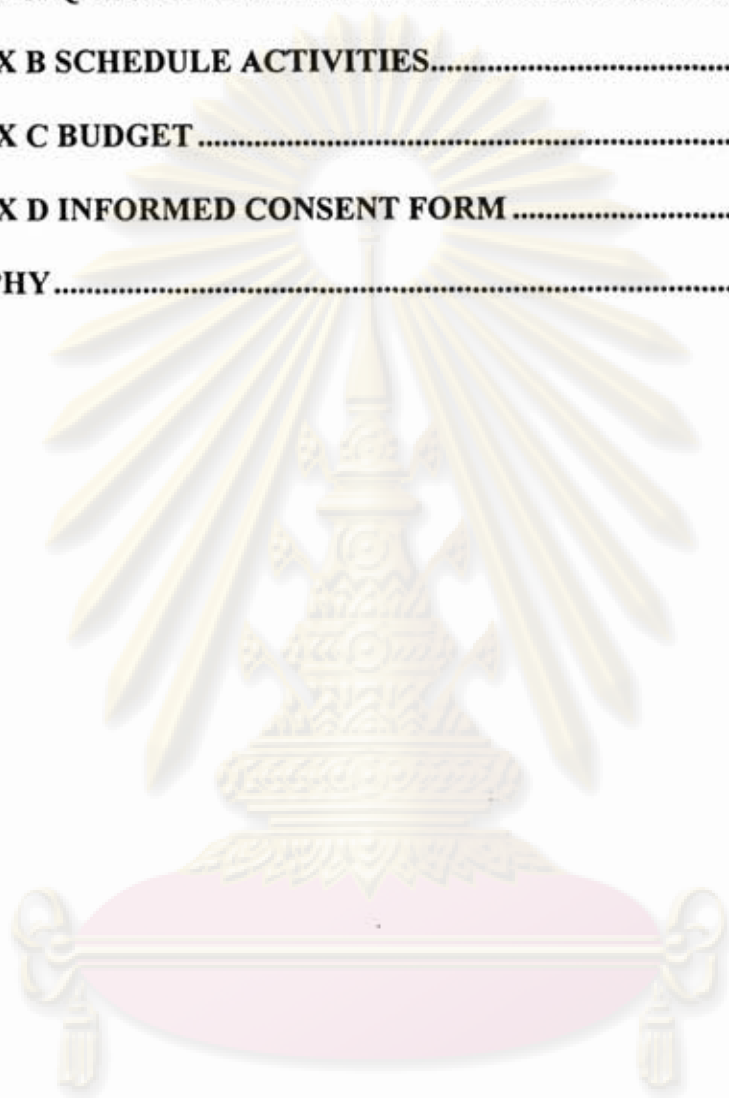 X B SCHEDULE ACTIVITIES....................................
X C BUDGET................................................................
X D INFORMED CONSENT FORM..........................
PHY................................................................................